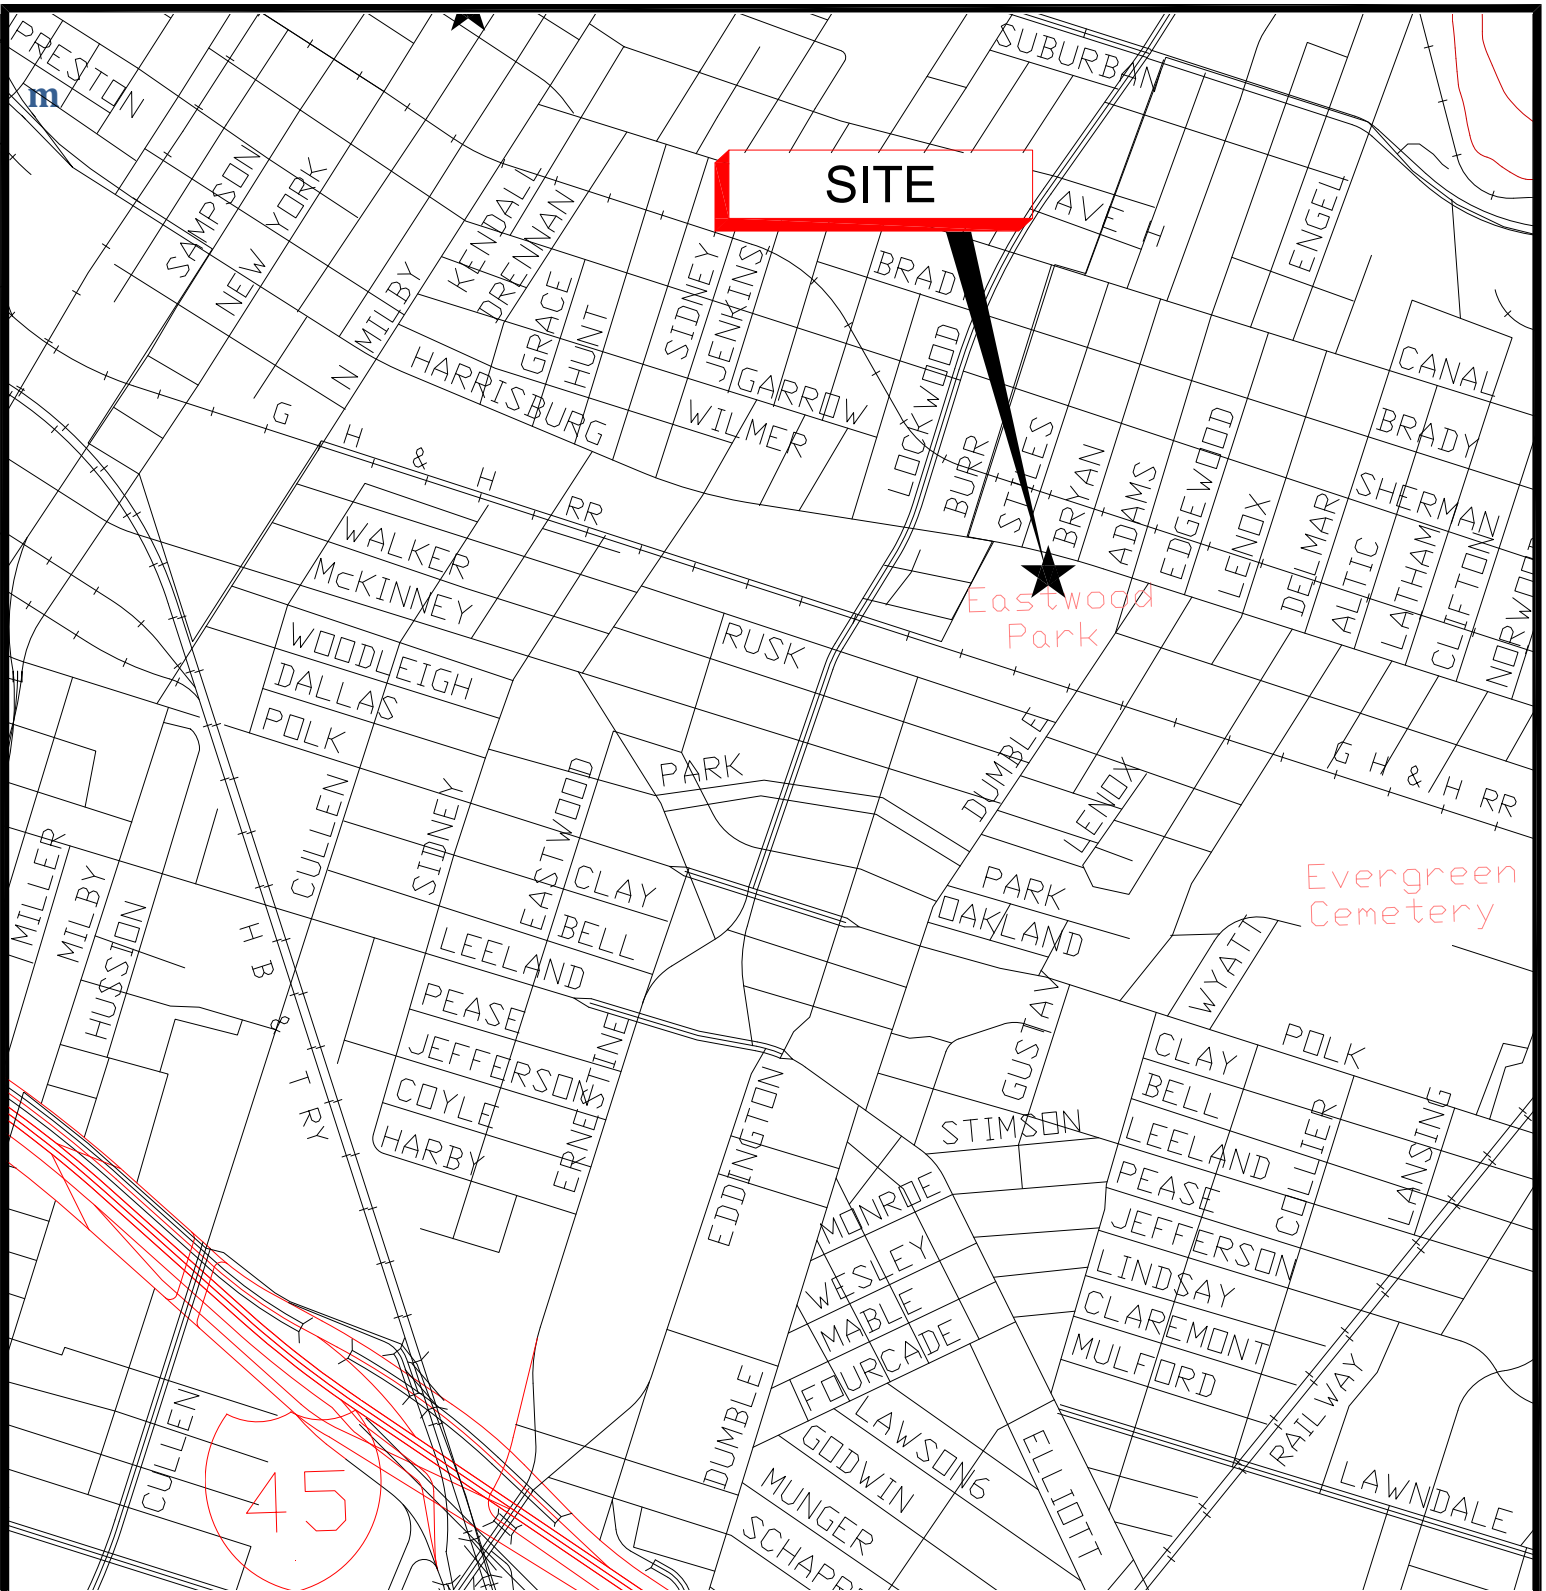 PRESTON
m
SUBURBAN
SITE
SAMPSON
NEW YORK
KENDALL
DRENNAN
AVE H
ENGEL
N MILBY
GRACE
HUNT
SIDNEY
JENKINS
BRAD
HARRISBURG
GARROW
WILMER
LOCKWOOD
CANAL
BRADY
SHERMAN
G H & H RR
BURR
STILES
BRYAN
ADAMS
EDGEWOOD
LENOX
DELMAR
ALTIC
LATHAM
CLIFTON
WALKER
McKINNEY
WOODLEIGH
DALLAS
POLK
RUSK
Eastwood
Park
PARK
DUMBLE
LENOX
G H & H RR
CULLEN
SIDNEY
EASTWOOD
MILLER
MILBY
HUSSION
CLAY
BELL
LEELAND
PEASE
JEFFERSON
COYLE
HARBY
ERNESTINE
H B & T RY
PARK
OAKLAND
Evergreen
Cemetery
WYATT
GUSTAV
POLK
CLAY
BELL
LEELAND
PEASE
JEFFERSON
LINDSAY
CLAREMONT
MULFORD
COLLIER
LANSING
STIMSON
EDDINGTON
MONROE
WESLEY
MABLE
FOURCADE
DUMBLE
CULLEN
45
LAWSON6
GODWIN
MUNGER
ELLIOTT
RAILWAY
LAWNDALE